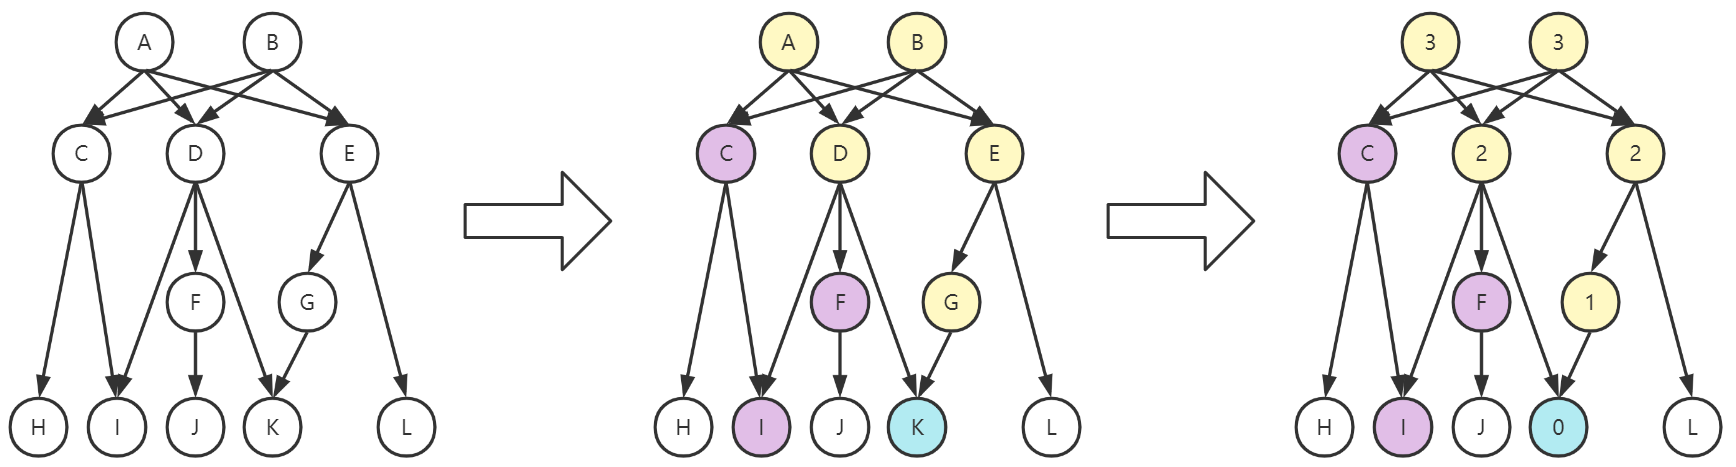 A B A B 3 3
C D E C D E C 2 2
F G F G F 1
H I J K L H I J K L H I J 0 L